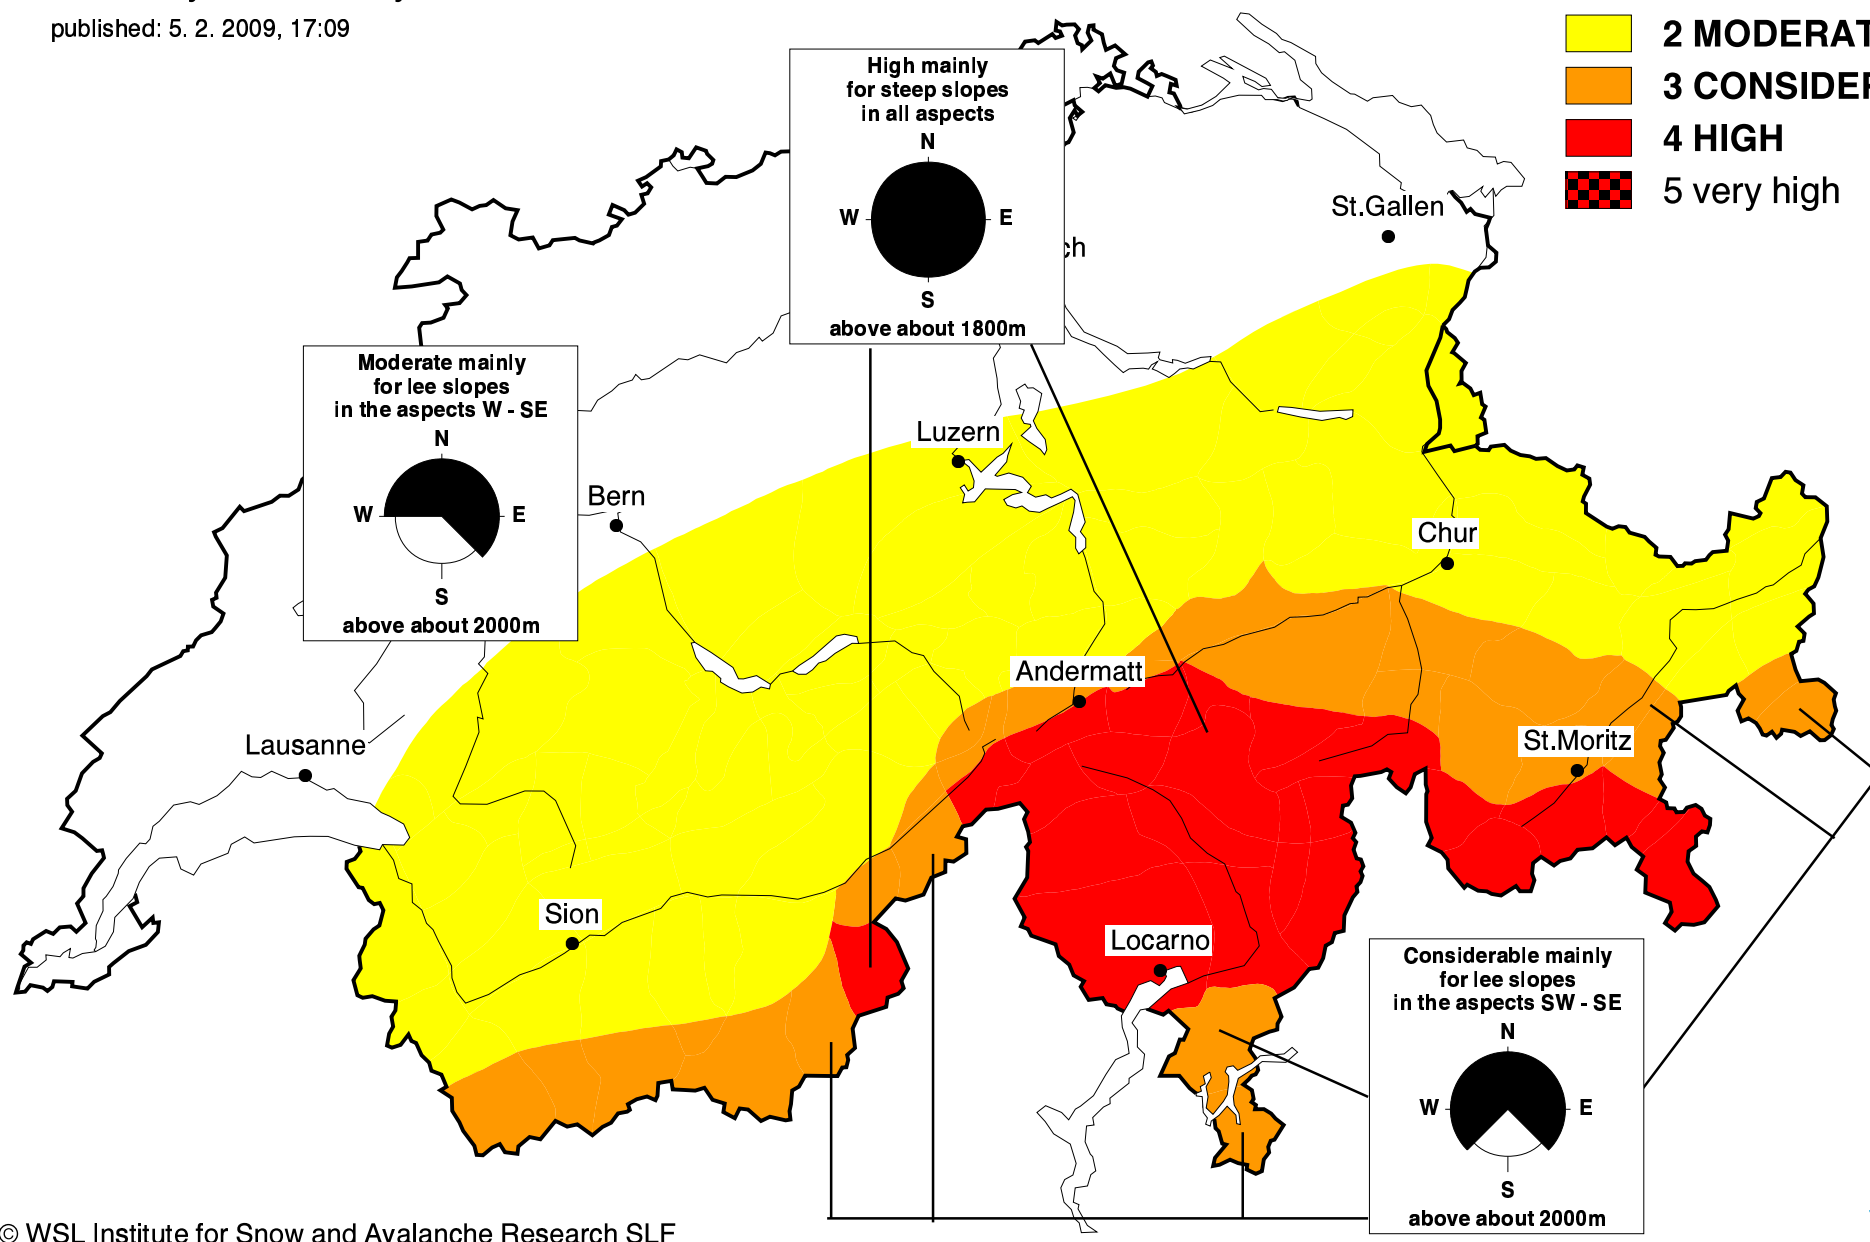 published: 5. 2. 2009, 17:09
2 MODERAT
3 CONSIDER
4 HIGH
5 very high
High mainly
for steep slopes
in all aspects
N
W
E
S
above about 1800m
St.Gallen
ch
Moderate mainly
for lee slopes
in the aspects W - SE
N
W
E
S
above about 2000m
Luzern
Bern
Chur
Andermatt
Lausanne
St.Moritz
Sion
Locarno
Considerable mainly
for lee slopes
in the aspects SW - SE
N
W
E
S
above about 2000m
© WSL Institute for Snow and Avalanche Research SLF